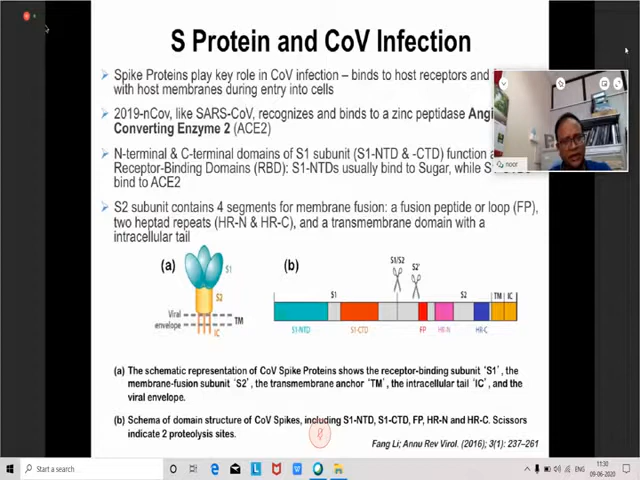 S Protein and CoV Infection
Spike Proteins play key role in CoV infection – binds to host receptors and
with host membranes during entry into cells
2019-nCov, like SARS-CoV, recognizes and binds to a zinc peptidase
Converting Enzyme 2 (ACE2)
N-terminal & C-terminal domains of S1 subunit (S1-NTD & -CTD) function
Receptor-Binding Domains (RBD): S1-NTDs usually bind to Sugar, while
bind to ACE2
noor
S2 subunit contains 4 segments for membrane fusion: a fusion peptide or loop (FP),
two heptad repeats (HR-N & HR-C), and a transmembrane domain with a
intracellular tail
(a)
S1
S2
Viral
envelope
TM
IC
(b)
S1/S2
S2'
S1
S2
TM
IC
S1-NTD
S1-CTD
FP
HR-N
HR-C
(a) The schematic representation of CoV Spike Proteins shows the receptor-binding subunit 'S1', the
membrane-fusion subunit 'S2', the transmembrane anchor 'TM', the intracellular tail 'IC', and the
viral envelope.
(b) Schema of domain structure of CoV Spikes, including S1-NTD, S1-CTD, FP, HR-N and HR-C. Scissors
indicate 2 proteolysis sites.
Fang Li; Annu Rev Virol. (2016); 3(1): 237–261
Start a search
ENG
11:30
09-06-2020